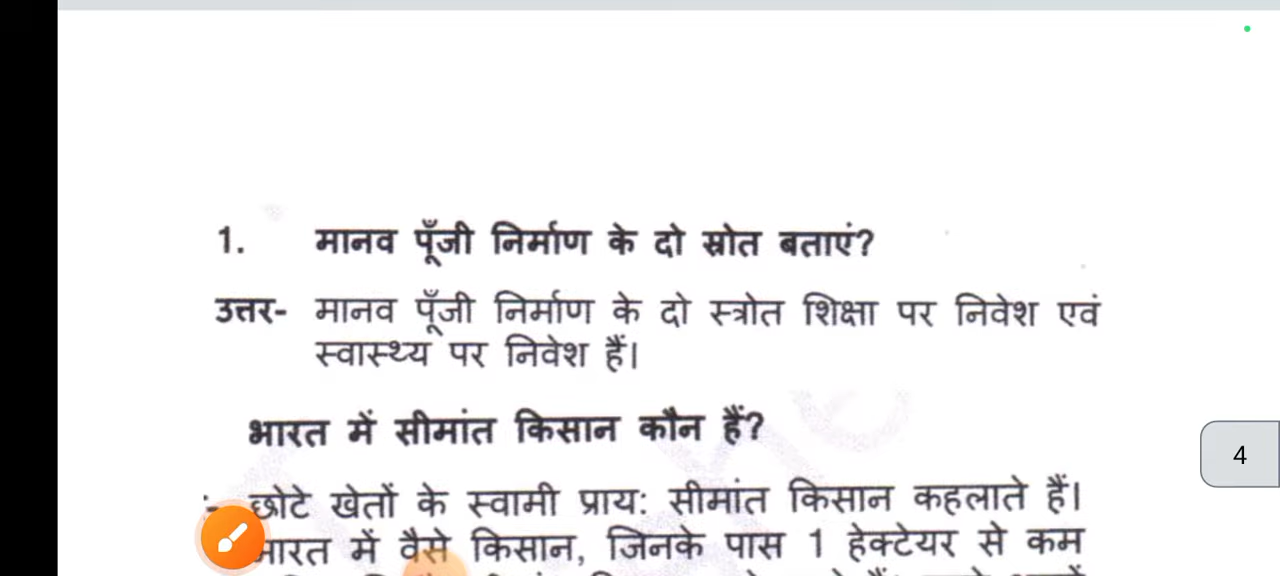 1. मानव पूँजी निर्माण के दो स्रोत बताएं?
उत्तर- मानव पूँजी निर्माण के दो स्त्रोत शिक्षा पर निवेश एवं
स्वास्थ्य पर निवेश हैं।
भारत में सीमांत किसान कौन हैं?
:- छोटे खेतों के स्वामी प्राय: सीमांत किसान कहलाते हैं।
भारत में वैसे किसान, जिनके पास 1 हेक्टेयर से कम
4